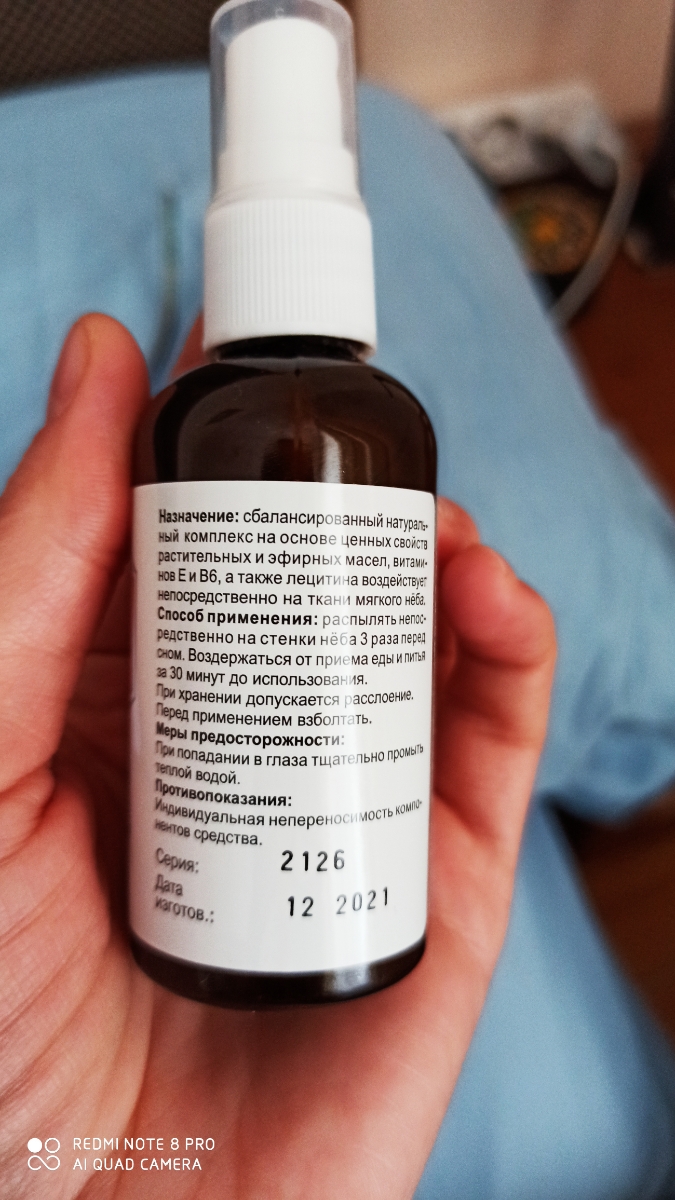 Назначение: сбалансированный натураль-
ный комплекс на основе ценных свойств
растительных и эфирных масел, витами-
нов Е и В6, а также лецитина воздействует
непосредственно на ткани мягкого нёба.
Способ применения: распылять непос-
редственно на стенки нёба 3 раза перед
сном. Воздержаться от приема еды и питья
за 30 минут до использования.
При хранении допускается расслоение.
Перед применением взболтать.
Меры предосторожности:
При попадании в глаза тщательно промыть
теплой водой.
Противопоказания:
Индивидуальная непереносимость компо-
нентов средства.
Серия: 2126
Дата
изготов.: 12 2021
REDMI NOTE 8 PRO
AI QUAD CAMERA